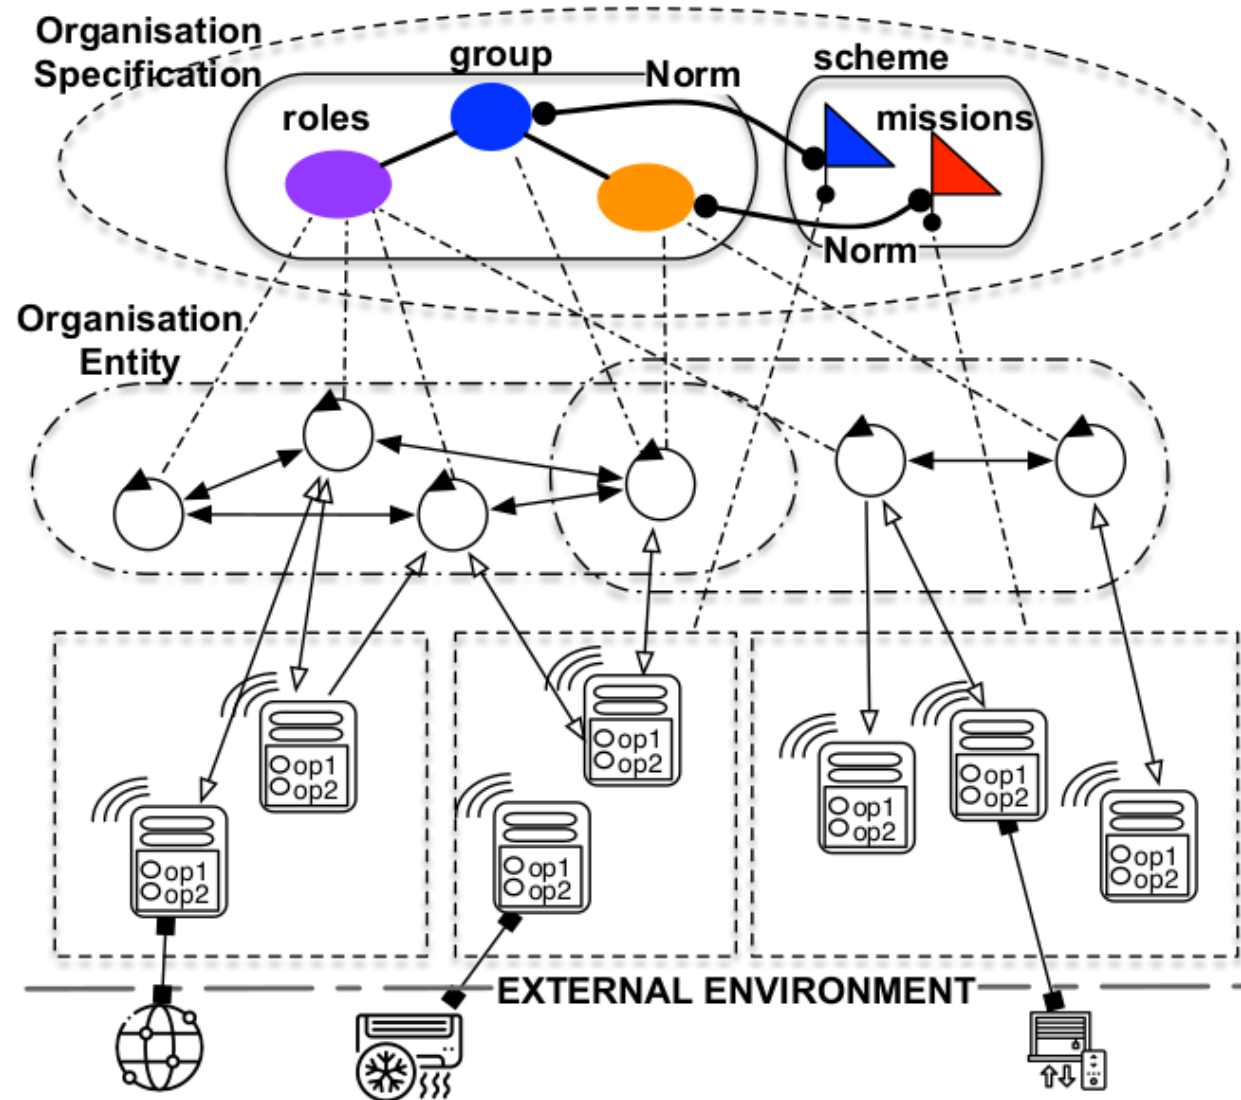 Organisation
Specification
group
Norm
scheme
roles
missions
Norm
Organisation
Entity
op1
op2
op1
op2
op1
op2
op1
op2
op1
op2
op1
op2
op1
op2
EXTERNAL ENVIRONMENT